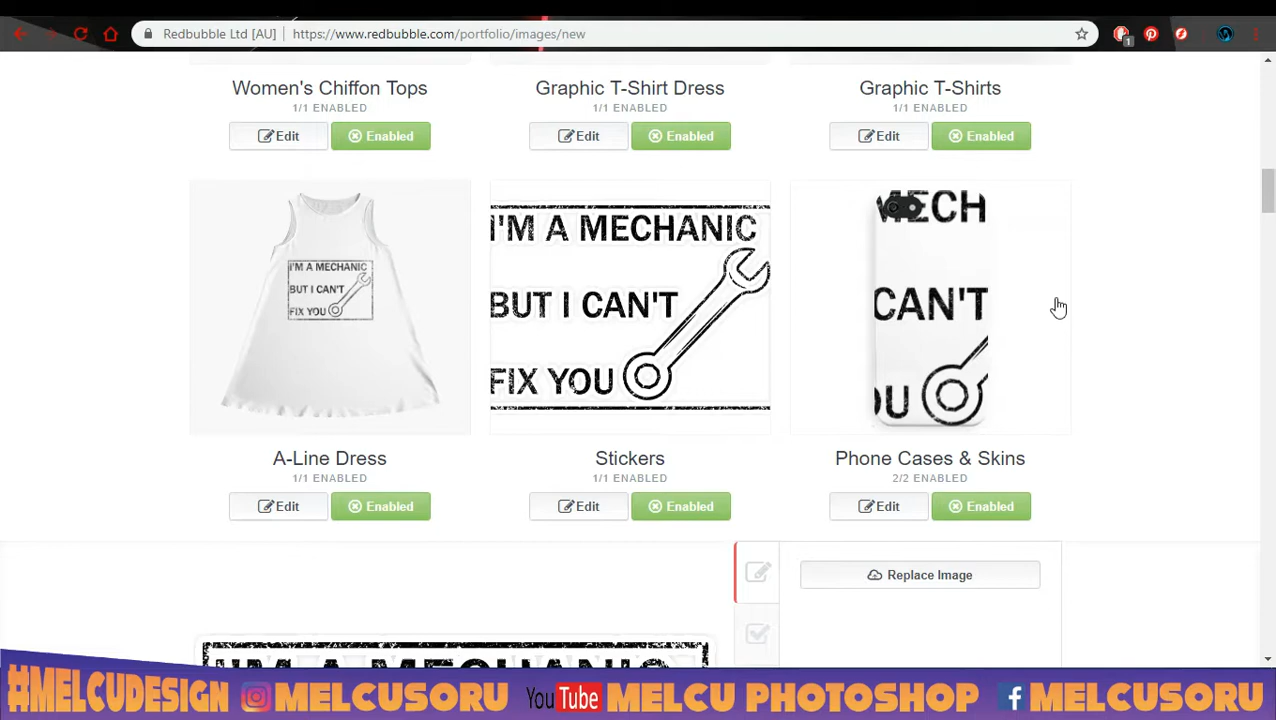 Redbubble Ltd [AU] | https://www.redbubble.com/portfolio/images/new
1
Women's Chiffon Tops
1/1 ENABLED
Edit
Enabled
Graphic T-Shirt Dress
1/1 ENABLED
Edit
Enabled
Graphic T-Shirts
1/1 ENABLED
Edit
Enabled
I'M A MECHANIC
BUT I CAN'T
FIX YOU
I'M A MECHANIC
BUT I CAN'T
FIX YOU
MECH
CAN'T
U
A-Line Dress
1/1 ENABLED
Edit
Enabled
Stickers
1/1 ENABLED
Edit
Enabled
Phone Cases & Skins
2/2 ENABLED
Edit
Enabled
Replace Image
I'M A MECHANIC
#MELCUDESIGN MELCUSORU YouTube MELCU PHOTOSHOP f MELCUSORU